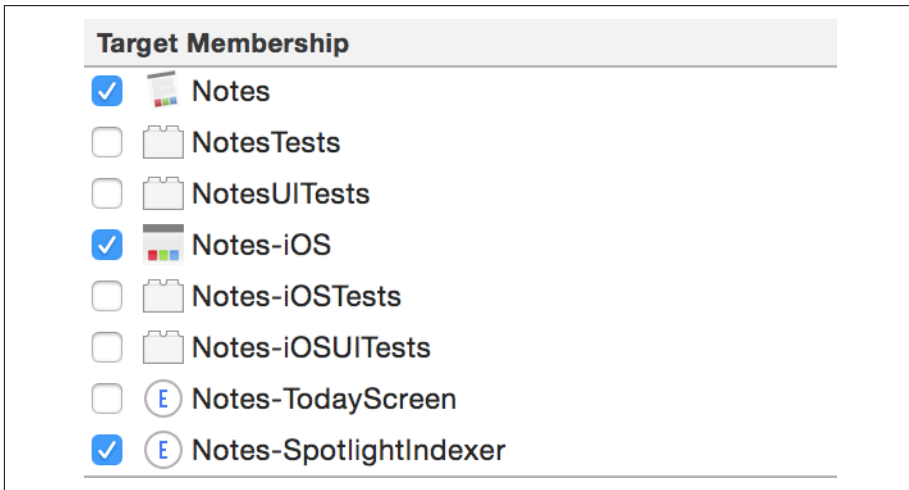 Target Membership
Notes
NotesTests
NotesUITests
Notes-iOS
Notes-iOSTests
Notes-iOSUITests
E Notes-TodayScreen
E Notes-SpotlightIndexer